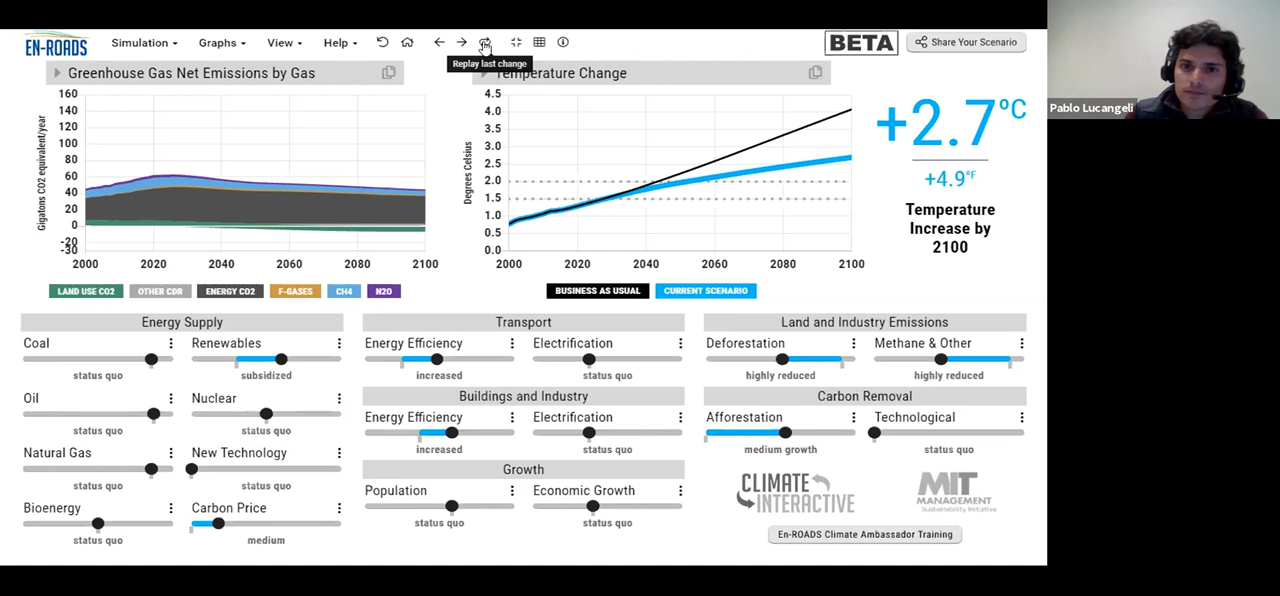 EN-ROADS
Simulation
Graphs
View
Help
BETA
Share Your Scenario
Replay last change
Greenhouse Gas Net Emissions by Gas
Temperature Change
Gigatons CO2 equivalent/year
160
140
120
100
80
60
40
20
0
-20
-30
2000 2020 2040 2060 2080 2100
LAND USE CO2 OTHER CDR ENERGY CO2 F-GASES CH4 N2O
Degrees Celsius
4.5
4.0
3.5
3.0
2.5
2.0
1.5
1.0
0.5
0.0
2000 2020 2040 2060 2080 2100
BUSINESS AS USUAL CURRENT SCENARIO
+2.7°C
+4.9°F
Temperature
Increase by
2100
Pablo Lucangeli
Energy Supply
Coal
status quo
Renewables
subsidized
Oil
status quo
Nuclear
status quo
Natural Gas
status quo
New Technology
status quo
Bioenergy
status quo
Carbon Price
medium
Transport
Energy Efficiency
increased
Electrification
status quo
Buildings and Industry
Energy Efficiency
increased
Electrification
status quo
Growth
Population
status quo
Economic Growth
status quo
Land and Industry Emissions
Deforestation
highly reduced
Methane & Other
highly reduced
Carbon Removal
Afforestation
medium growth
Technological
status quo
CLIMATE
INTERACTIVE
MIT
MANAGEMENT
Sustainability Initiative
En-ROADS Climate Ambassador Training